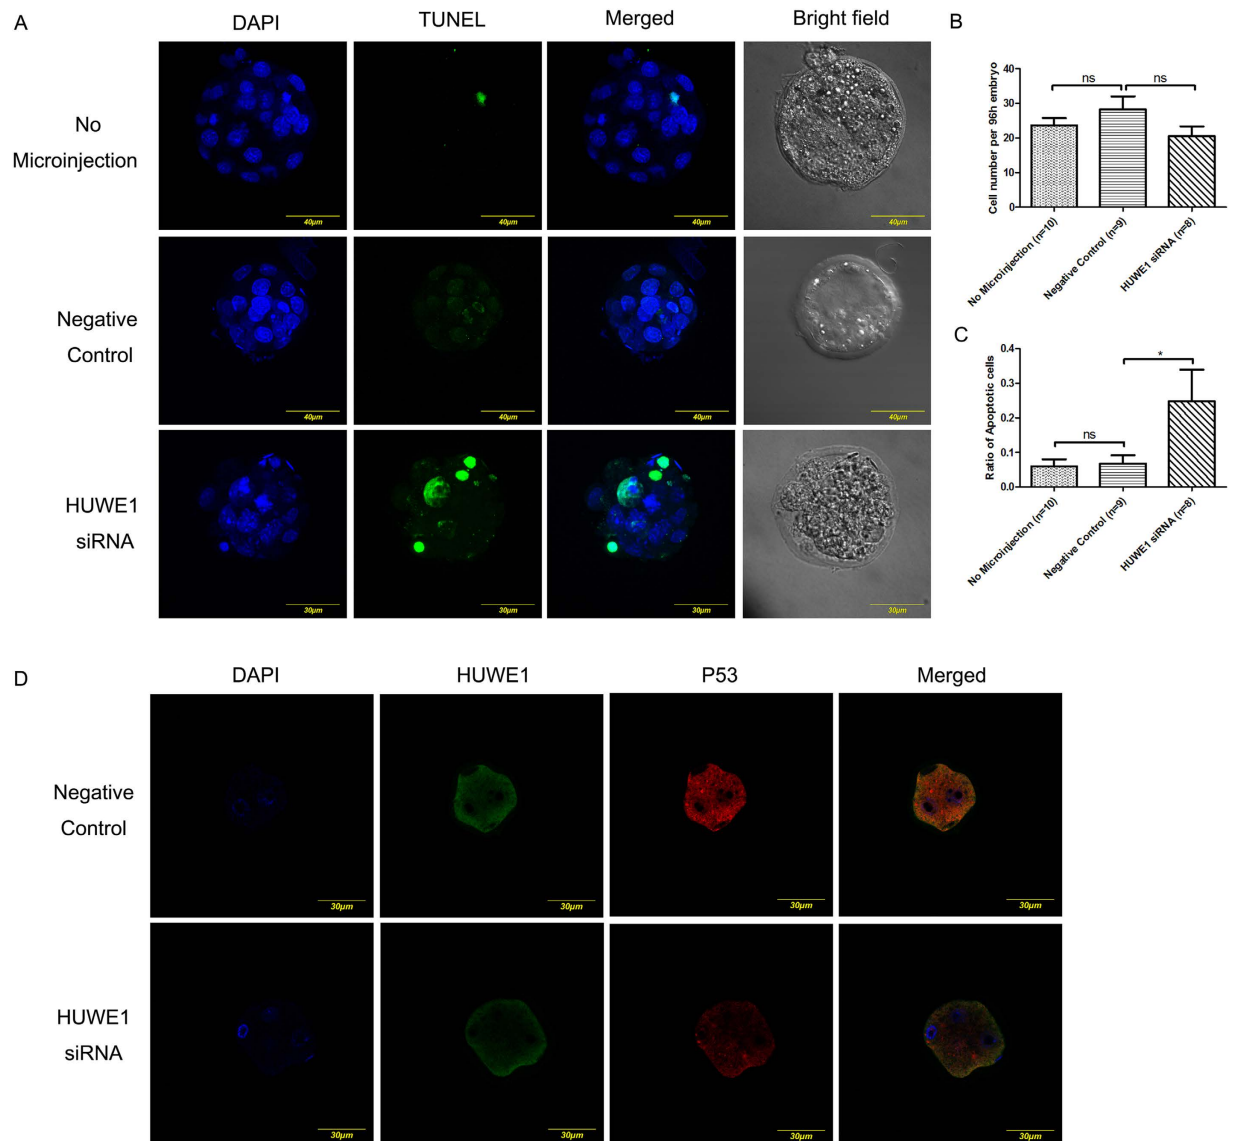 A
DAPI
TUNEL
Merged
Bright field
No
Microinjection
40µm
40µm
40µm
40µm
Negative
Control
40µm
40µm
40µm
40µm
HUWE1
siRNA
30µm
30µm
30µm
30µm
B
Cell number per 96h embryo
40
30
20
10
0
ns
ns
No Microinjection (n=10)
Negative Control (n=9)
HUWE1 siRNA (n=8)
C
Ratio of Apoptotic cells
0.4
0.3
0.2
0.1
0.0
ns
*
No Microinjection (n=10)
Negative Control (n=9)
HUWE1 siRNA (n=8)
D
DAPI
HUWE1
P53
Merged
Negative
Control
30µm
30µm
30µm
30µm
HUWE1
siRNA
30µm
30µm
30µm
30µm